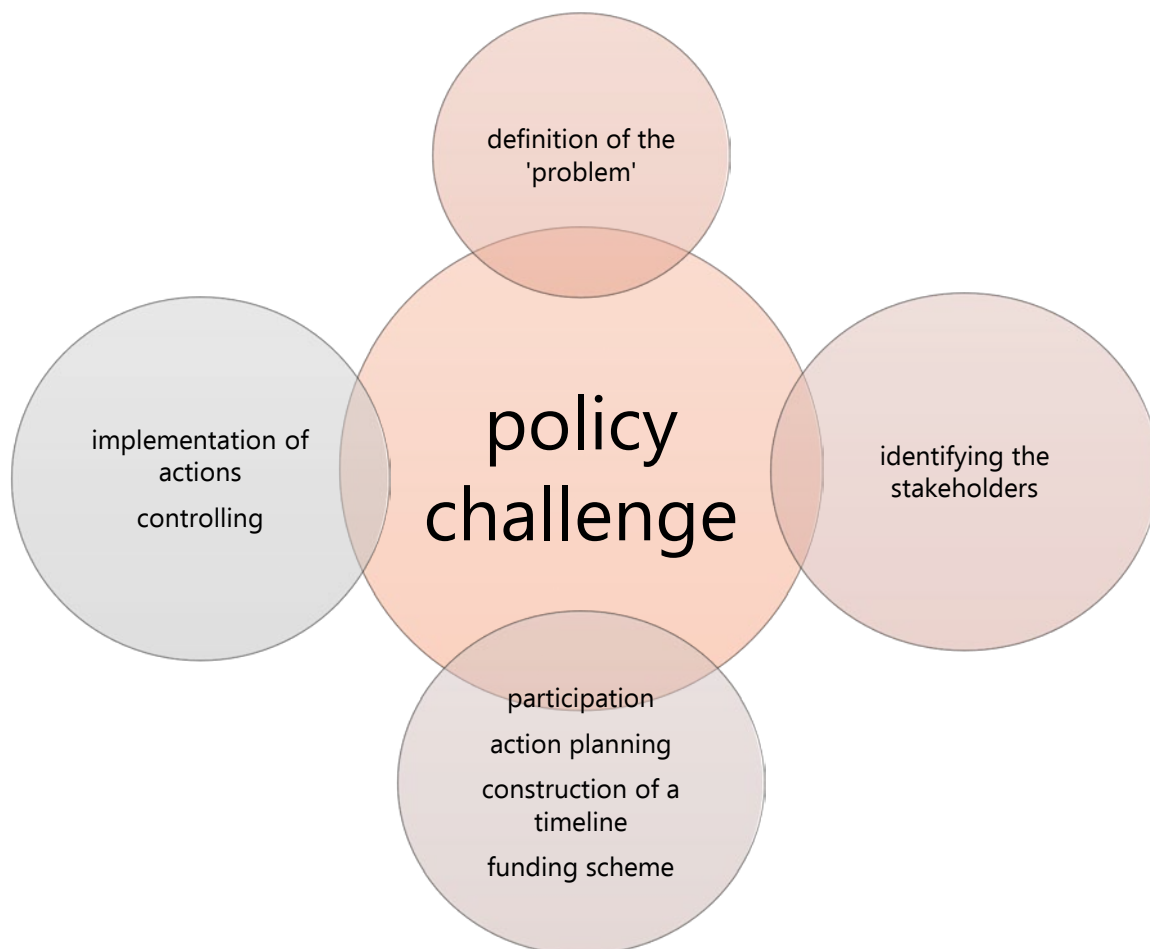 definition of the
'problem'
policy
challenge
identifying the
stakeholders
participation
action planning
construction of a
timeline
funding scheme
implementation of
actions
controlling